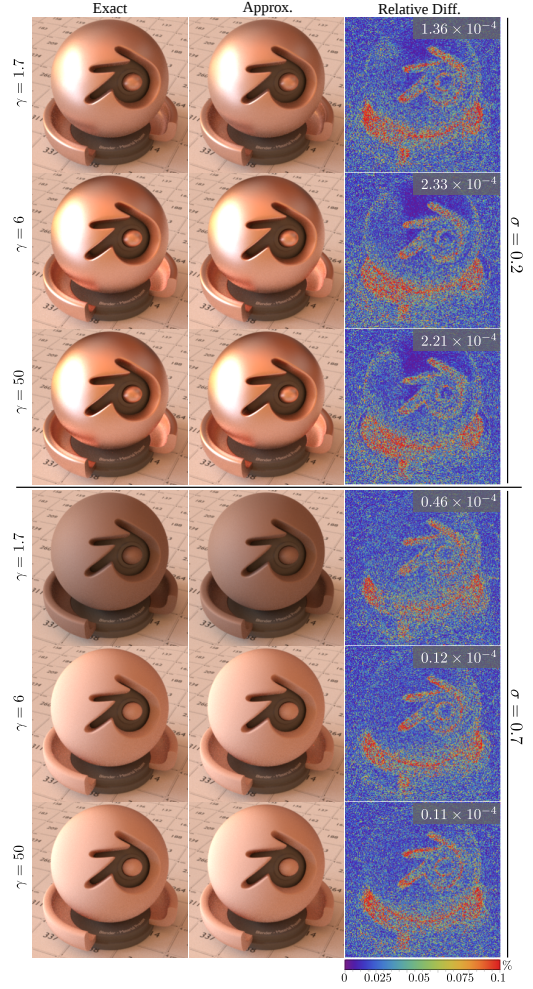 Exact Approx. Relative Diff.
γ = 1.7
1.36 × 10⁻⁴
γ = 6
2.33 × 10⁻⁴
σ = 0.2
γ = 50
2.21 × 10⁻⁴
γ = 1.7
0.46 × 10⁻⁴
γ = 6
0.12 × 10⁻⁴
σ = 0.7
γ = 50
0.11 × 10⁻⁴
%
0 0.025 0.05 0.075 0.1